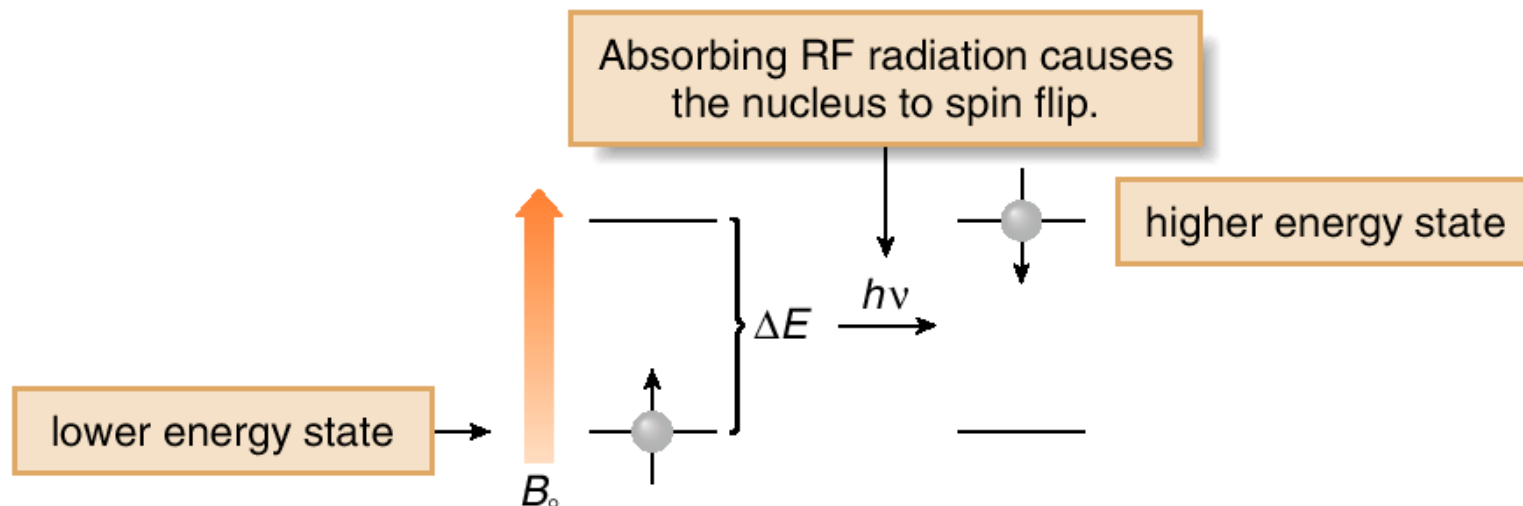 Absorbing RF radiation causes
the nucleus to spin flip.
higher energy state
hν
ΔE
lower energy state
B₀